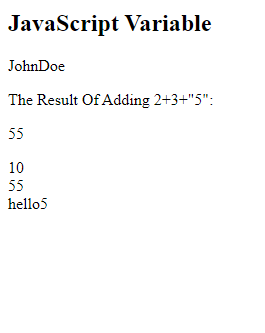 JavaScript Variable
JohnDoe
The Result Of Adding 2+3+"5":
55
10
55
hello5